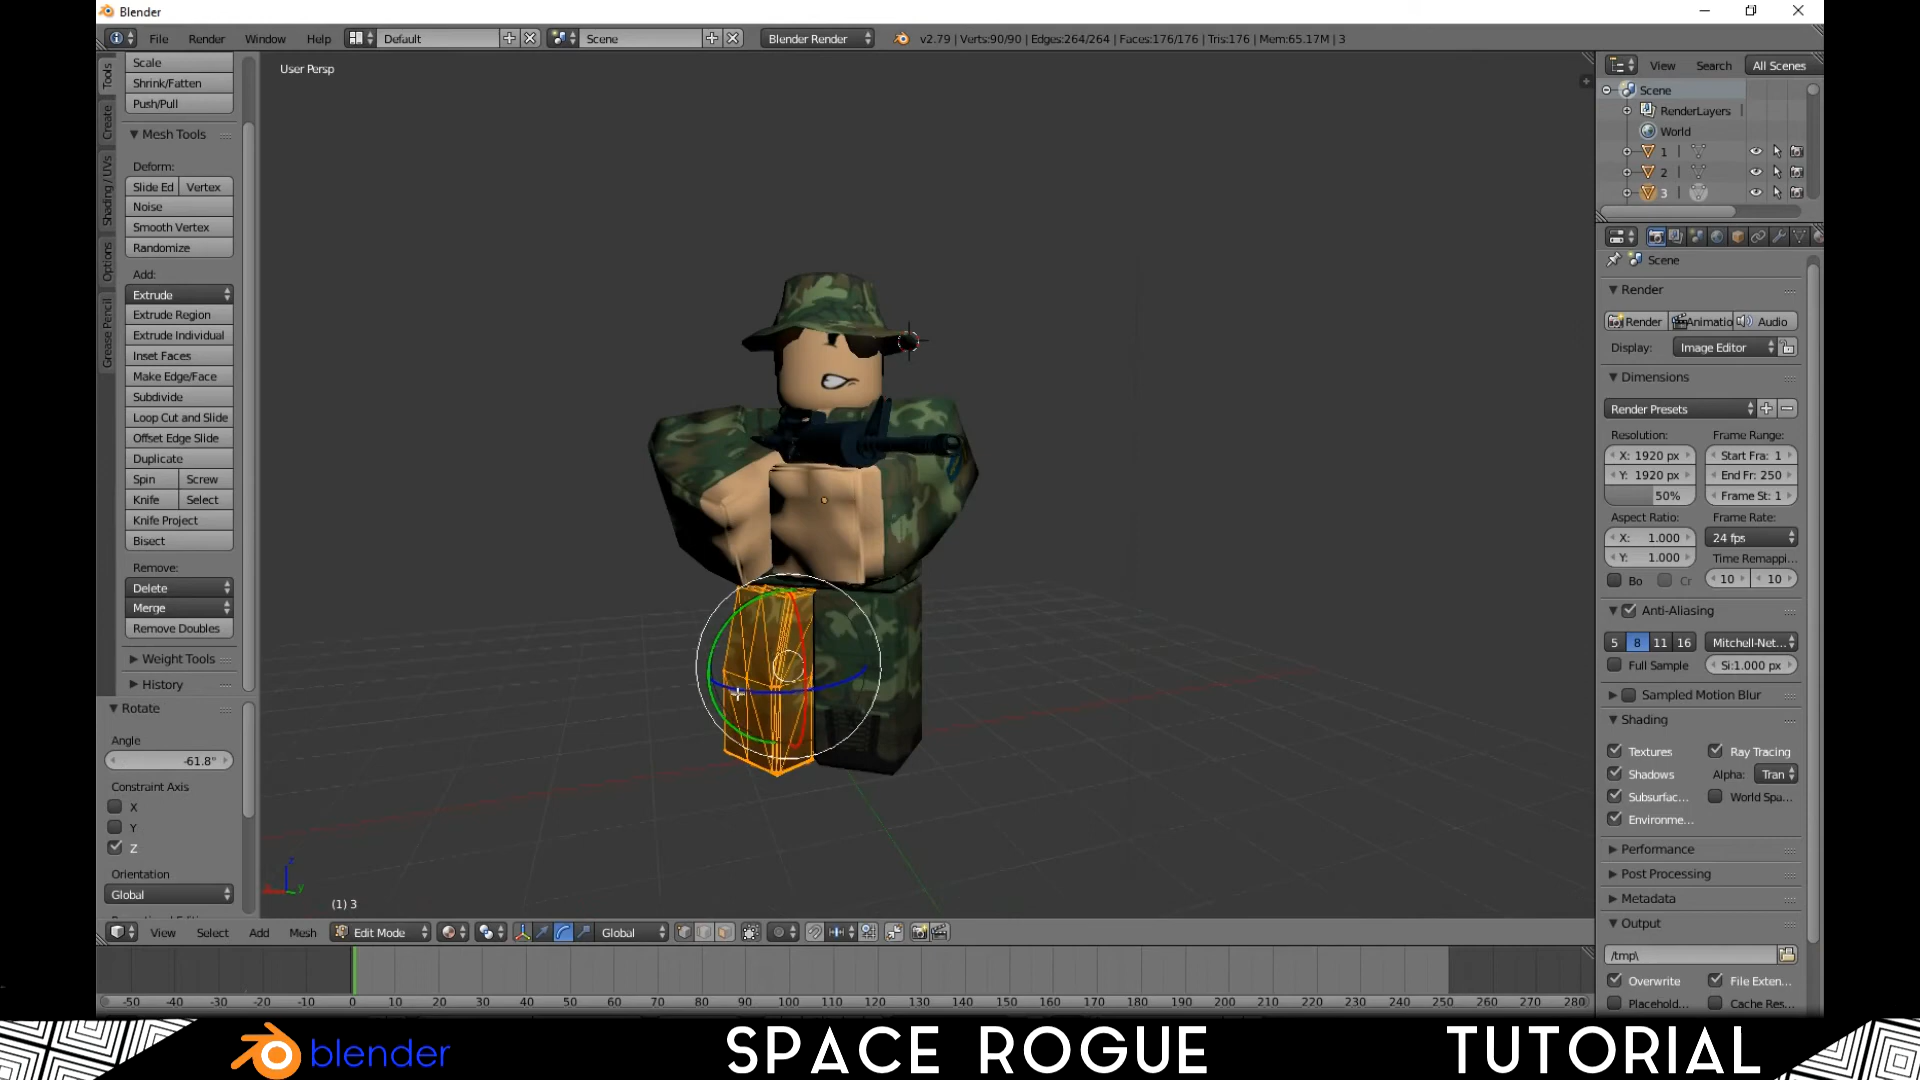 Blender
File Render Window Help Default Scene Blender Render v2.79 | Verts:90/90 | Edges:264/264 | Faces:176/176 | Tris:176 | Mem:65.17M | 3
Tools
Create
Shading / UVs
Options
Grease Pencil
Scale
Shrink/Fatten
Push/Pull
Mesh Tools
Deform:
Slide Ed Vertex
Noise
Smooth Vertex
Randomize
Add:
Extrude
Extrude Region
Extrude Individual
Inset Faces
Make Edge/Face
Subdivide
Loop Cut and Slide
Offset Edge Slide
Duplicate
Spin Screw
Knife Select
Knife Project
Bisect
Remove:
Delete
Merge
Remove Doubles
Weight Tools
History
Rotate
Angle
-61.8°
Constraint Axis
X
Y
Z
Orientation
Global
User Persp
z
y
(1) 3
View Select Add Mesh Edit Mode Global
-50 -40 -30 -20 -10 0 10 20 30 40 50 60 70 80 90 100 110 120 130 140 150 160 170 180 190 200 210 220 230 240 250 260 270 280
View Search All Scenes
Scene
RenderLayers
World
1
2
3
Scene
Render
Render Animatio Audio
Display: Image Editor
Dimensions
Render Presets
Resolution: Frame Range:
X: 1920 px Start Fra: 1
Y: 1920 px End Fr: 250
50% Frame St: 1
Aspect Ratio: Frame Rate:
X: 1.000 24 fps
Y: 1.000 Time Remappi...
Bo Cr 10 10
Anti-Aliasing
5 8 11 16 Mitchell-Net...
Full Sample Si:1.000 px
Sampled Motion Blur
Shading
Textures Ray Tracing
Shadows Alpha: Tran
Subsurfac... World Spa...
Environme...
Performance
Post Processing
Metadata
Output
/tmp\
Overwrite File Exten...
Placehold... Cache Res...
blender SPACE ROGUE TUTORIAL